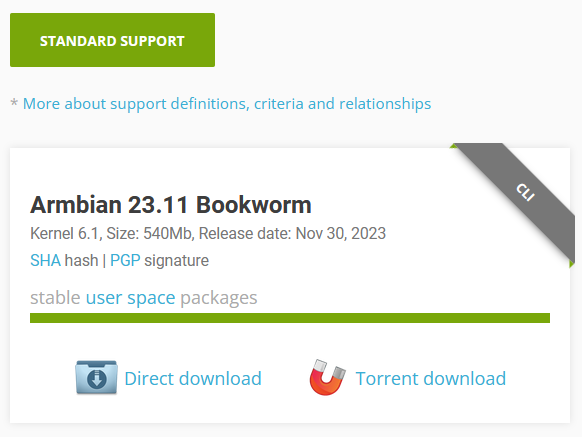 STANDARD SUPPORT
* More about support definitions, criteria and relationships
CLI
Armbian 23.11 Bookworm
Kernel 6.1, Size: 540Mb, Release date: Nov 30, 2023
SHA hash | PGP signature
stable user space packages
Direct download
Torrent download